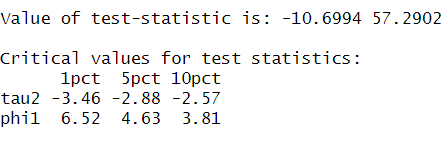 Value of test-statistic is: -10.6994 57.2902
Critical values for test statistics:
1pct 5pct 10pct
tau2 -3.46 -2.88 -2.57
phi1 6.52 4.63 3.81